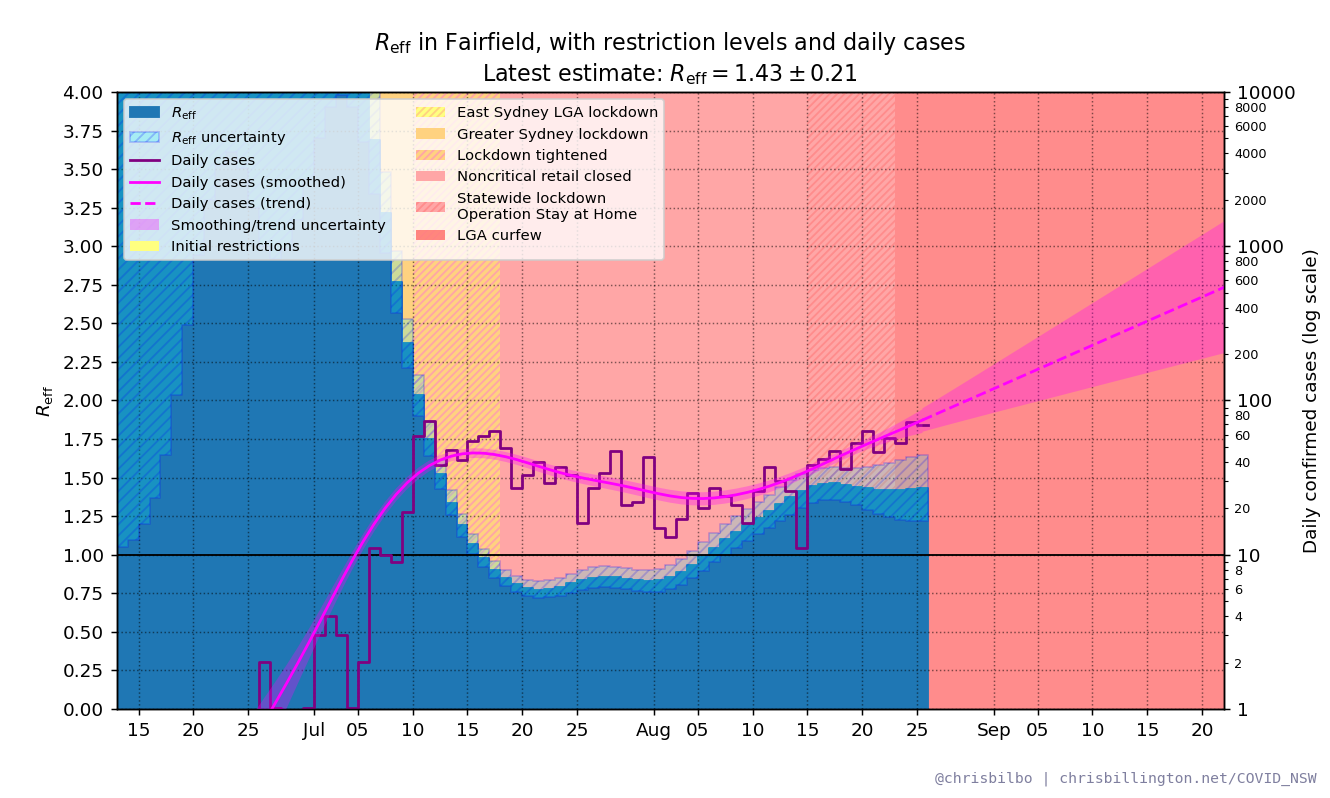 Reff in Fairfield, with restriction levels and daily cases
Latest estimate: Reff = 1.43 ± 0.21
Reff
Reff uncertainty
Daily cases
Daily cases (smoothed)
Daily cases (trend)
Smoothing/trend uncertainty
Initial restrictions
East Sydney LGA lockdown
Greater Sydney lockdown
Lockdown tightened
Noncritical retail closed
Statewide lockdown
Operation Stay at Home
LGA curfew
Reff
4.00
3.75
3.50
3.25
3.00
2.75
2.50
2.25
2.00
1.75
1.50
1.25
1.00
0.75
0.50
0.25
0.00
15 20 25 Jul 05 10 15 20 25 Aug 05 10 15 20 25 Sep 05 10 15 20
10000
8000
6000
4000
2000
1000
800
600
400
200
100
80
60
40
20
10
8
6
4
2
1
Daily confirmed cases (log scale)
@chrisbilbo | chrisbillington.net/COVID_NSW